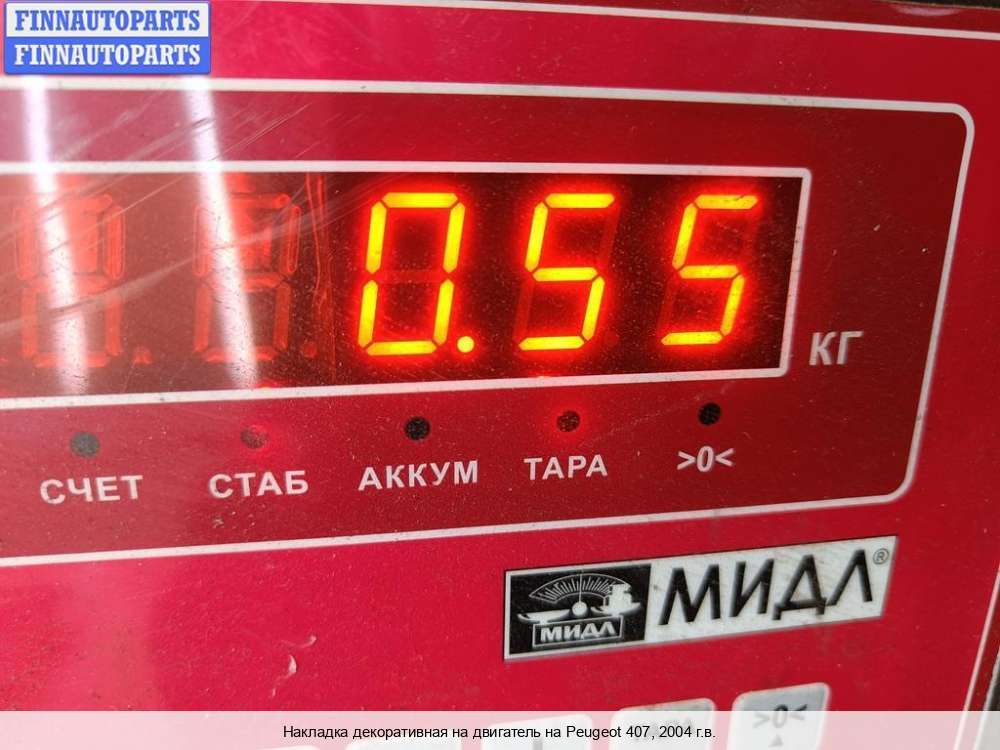 FINNAUTOPARTS
FINNAUTOPARTS
0.55
КГ
СЧЕТ СТАБ АККУМ ТАРА >0<
МИДЛ МИДЛ®
>0<
Накладка декоративная на двигатель на Peugeot 407, 2004 г.в.